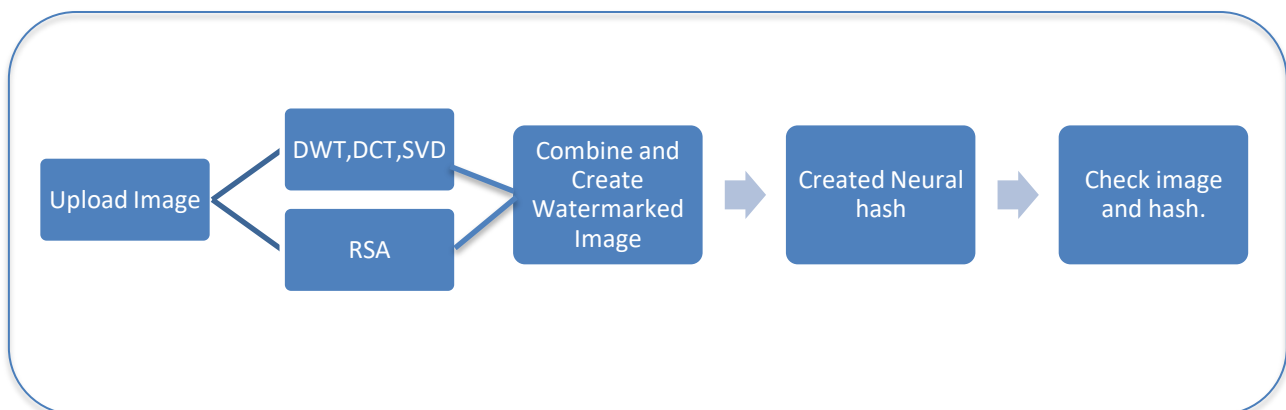 Upload Image
DWT,DCT,SVD
RSA
Combine and
Create
Watermarked
Image
Created Neural
hash
Check image
and hash.